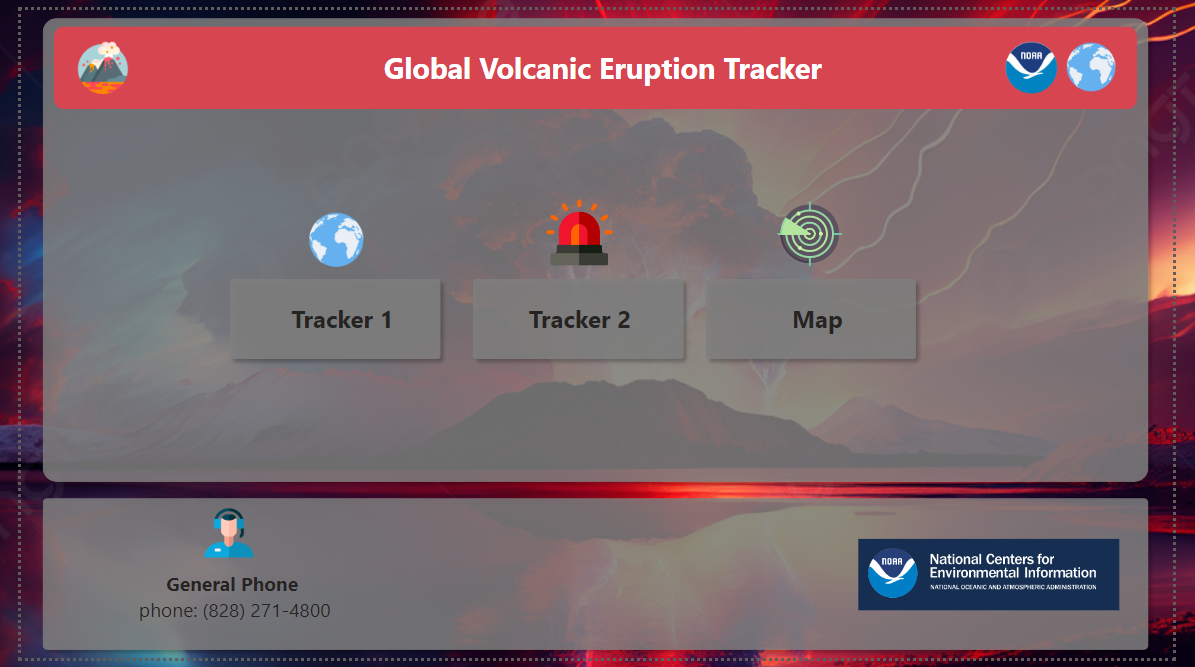 Global Volcanic Eruption Tracker
NOAA
Tracker 1
Tracker 2
Map
General Phone
phone: (828) 271-4800
NOAA
National Centers for
Environmental Information
NATIONAL OCEANIC AND ATMOSPHERIC ADMINISTRATION